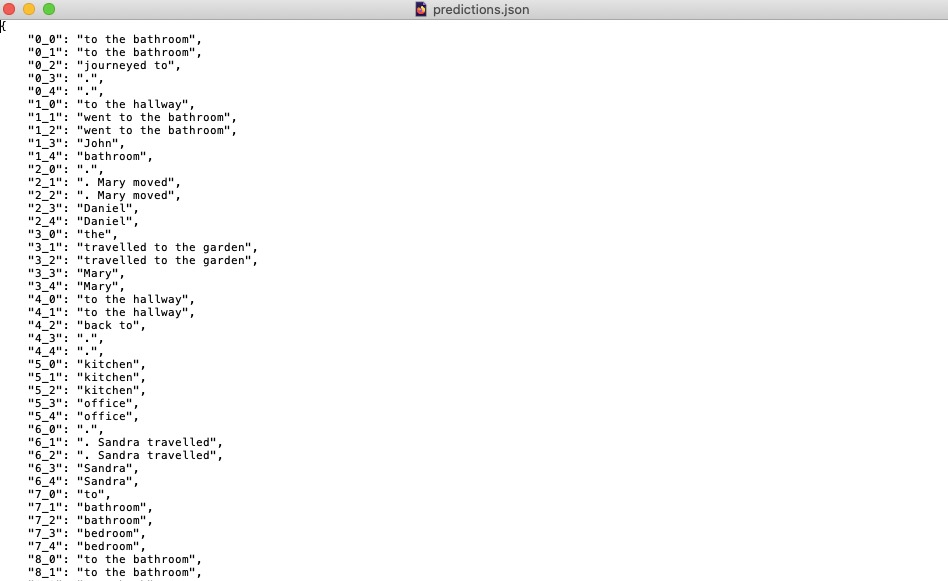 predictions.json
{
"0_0": "to the bathroom",
"0_1": "to the bathroom",
"0_2": "journeyed to",
"0_3": ".",
"0_4": ".",
"1_0": "to the hallway",
"1_1": "went to the bathroom",
"1_2": "went to the bathroom",
"1_3": "John",
"1_4": "bathroom",
"2_0": ".",
"2_1": ". Mary moved",
"2_2": ". Mary moved",
"2_3": "Daniel",
"2_4": "Daniel",
"3_0": "the",
"3_1": "travelled to the garden",
"3_2": "travelled to the garden",
"3_3": "Mary",
"3_4": "Mary",
"4_0": "to the hallway",
"4_1": "to the hallway",
"4_2": "back to",
"4_3": ".",
"4_4": ".",
"5_0": "kitchen",
"5_1": "kitchen",
"5_2": "kitchen",
"5_3": "office",
"5_4": "office",
"6_0": ".",
"6_1": ". Sandra travelled",
"6_2": ". Sandra travelled",
"6_3": "Sandra",
"6_4": "Sandra",
"7_0": "to",
"7_1": "bathroom",
"7_2": "bathroom",
"7_3": "bedroom",
"7_4": "bedroom",
"8_0": "to the bathroom",
"8_1": "to the bathroom",